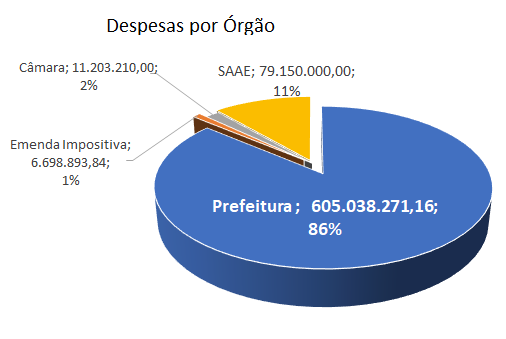 Despesas por Órgão
Câmara; 11.203.210,00;
2%
SAAE; 79.150.000,00;
11%
Emenda Impositiva;
6.698.893,84;
1%
Prefeitura ; 605.038.271,16;
86%